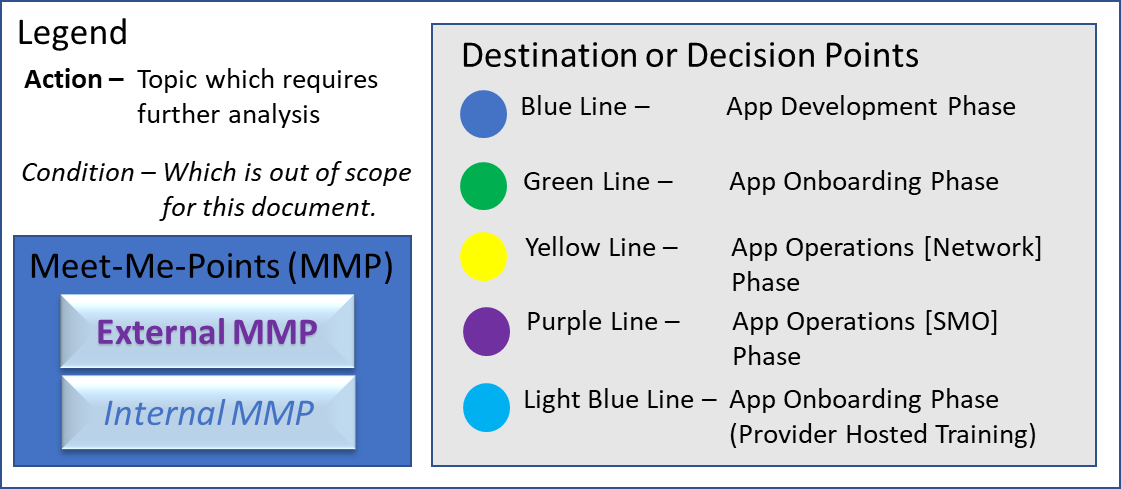 Legend
Action – Topic which requires
further analysis
Condition – Which is out of scope
for this document.
Meet-Me-Points (MMP)
External MMP
Internal MMP
Destination or Decision Points
Blue Line – App Development Phase
Green Line – App Onboarding Phase
Yellow Line – App Operations [Network]
Phase
Purple Line – App Operations [SMO]
Phase
Light Blue Line – App Onboarding Phase
(Provider Hosted Training)